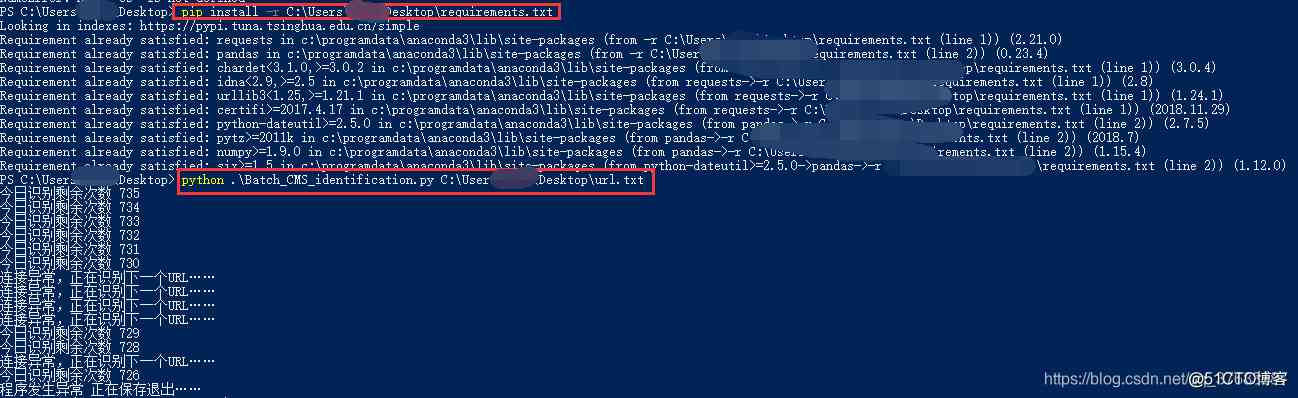 PS C:\Users Desktop> pip install -r C:\Users Desktop\requirements.txt
Looking in indexes: https://pypi.tuna.tsinghua.edu.cn/simple
Requirement already satisfied: requests in c:\programdata\anaconda3\lib\site-packages (from -r C:\Users \requirements.txt (line 1)) (2.21.0)
Requirement already satisfied: pandas in c:\programdata\anaconda3\lib\site-packages (from -r C:\User \requirements.txt (line 2)) (0.23.4)
Requirement already satisfied: chardet<3.1.0,>=3.0.2 in c:\programdata\anaconda3\lib\site-packages (from \requirements.txt (line 1)) (3.0.4)
Requirement already satisfied: idna<2.9,>=2.5 in c:\programdata\anaconda3\lib\site-packages (from requests->-r C:\User \requirements.txt (line 1)) (2.8)
Requirement already satisfied: urllib3<1.25,>=1.21.1 in c:\programdata\anaconda3\lib\site-packages (from requests->-r C: top\requirements.txt (line 1)) (1.24.1)
Requirement already satisfied: certifi>=2017.4.17 in c:\programdata\anaconda3\lib\site-packages (from requests->-r C:\ \requirements.txt (line 1)) (2018.11.29)
Requirement already satisfied: python-dateutil>=2.5.0 in c:\programdata\anaconda3\lib\site-packages (from \requirements.txt (line 2)) (2.7.5)
Requirement already satisfied: pytz>=2011k in c:\programdata\anaconda3\lib\site-packages (from pandas->-r C: ments.txt (line 2)) (2018.7)
Requirement already satisfied: numpy>=1.9.0 in c:\programdata\anaconda3\lib\site-packages (from pandas->-r C:\User rements.txt (line 2)) (1.15.4)
Requirement already satisfied: six>=1.5 in c:\programdata\anaconda3\lib\site-packages (from python-dateutil>=2.5.0->pandas->-r requirements.txt (line 2)) (1.12.0)
PS C:\Users Desktop> python .\Batch_CMS_identification.py C:\User Desktop\url.txt
今日识别剩余次数 735
今日识别剩余次数 734
今日识别剩余次数 733
今日识别剩余次数 732
今日识别剩余次数 731
今日识别剩余次数 730
连接异常，正在识别下一个URL……
连接异常，正在识别下一个URL……
连接异常，正在识别下一个URL……
连接异常，正在识别下一个URL……
今日识别剩余次数 729
今日识别剩余次数 728
连接异常，正在识别下一个URL……
今日识别剩余次数 726
程序发生异常 正在保存退出……
https://blog.csdn.net/
@51CTO博客